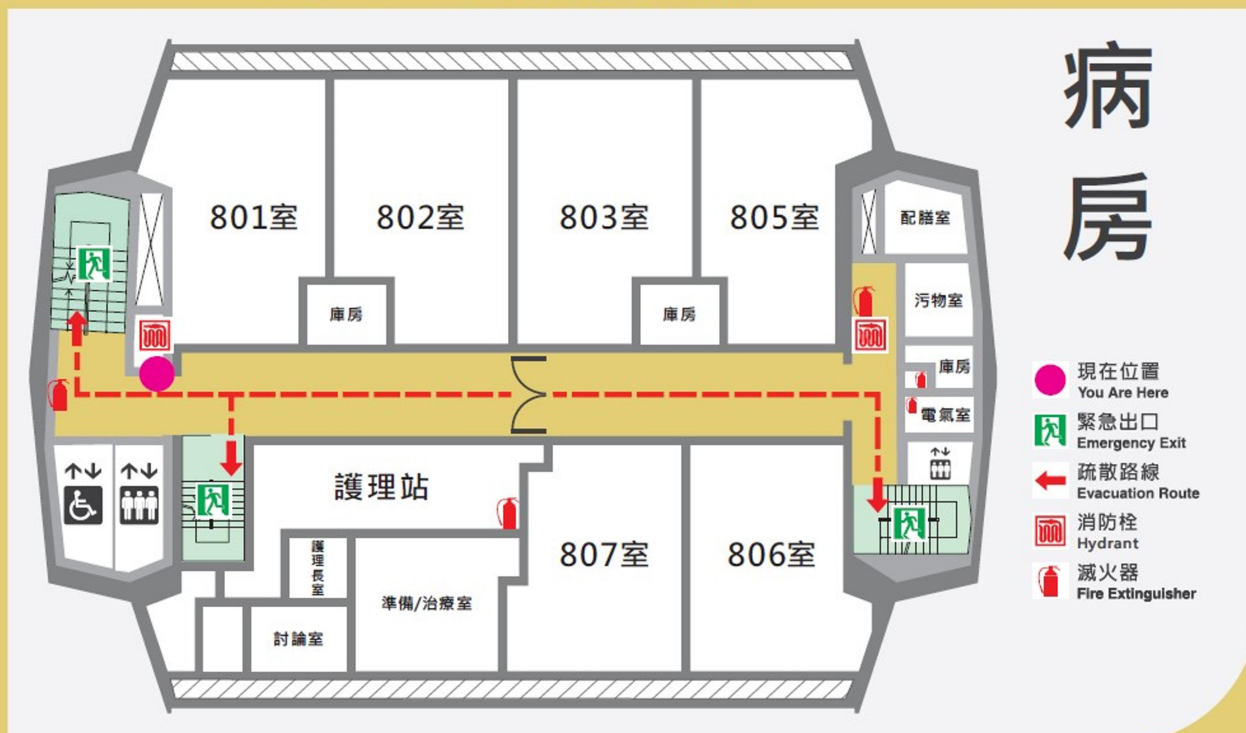 病
房
801室
802室
803室
805室
配膳室
庫房
庫房
污物室
庫房
電氣室
護理站
807室
806室
護理長室
準備/治療室
討論室
現在位置
You Are Here
緊急出口
Emergency Exit
疏散路線
Evacuation Route
消防栓
Hydrant
滅火器
Fire Extinguisher